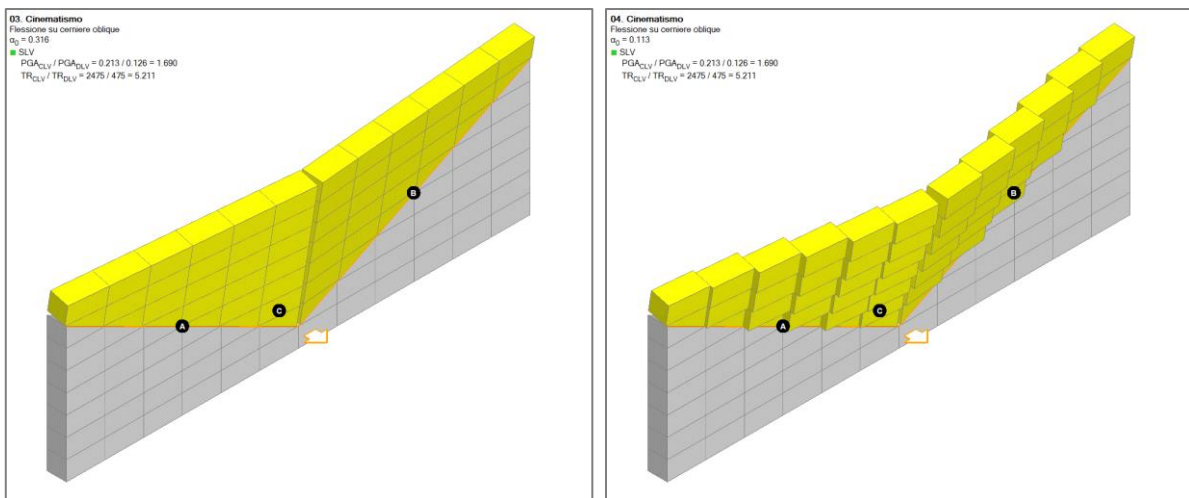 03. Cinematismo
Flessione su cerniere oblique
α0 = 0.316
SLV
PGACLV / PGADLV = 0.213 / 0.126 = 1.690
TRCLV / TRDLV = 2475 / 475 = 5.211
B
C
A
04. Cinematismo
Flessione su cerniere oblique
α0 = 0.113
SLV
PGACLV / PGADLV = 0.213 / 0.126 = 1.690
TRCLV / TRDLV = 2475 / 475 = 5.211
B
C
A